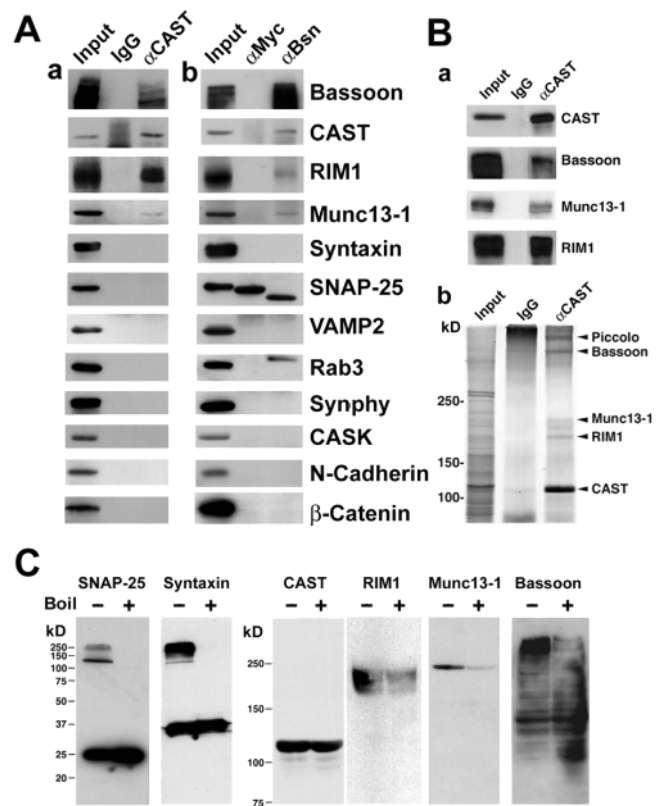 A
a
Input
IgG
αCAST
b
Input
αMyc
αBsn
Bassoon
CAST
RIM1
Munc13-1
Syntaxin
SNAP-25
VAMP2
Rab3
Synphy
CASK
N-Cadherin
β-Catenin
B
a
Input
IgG
αCAST
CAST
Bassoon
Munc13-1
RIM1
b
kD
Input
IgG
αCAST
250-
150-
100-
Piccolo
Bassoon
Munc13-1
RIM1
CAST
C
SNAP-25 Syntaxin CAST RIM1 Munc13-1 Bassoon
Boil − + − + − + − + − + − +
kD
250
150
100
75
50
37
25
20
kD
250
150
100
75